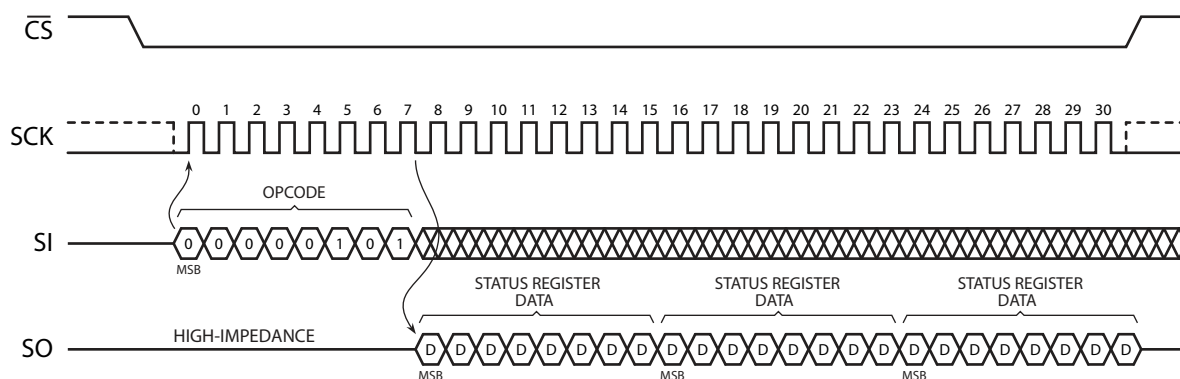 CS
0 1 2 3 4 5 6 7 8 9 10 11 12 13 14 15 16 17 18 19 20 21 22 23 24 25 26 27 28 29 30
SCK
OPCODE
SI
0 0 0 0 0 1 0 1
MSB
STATUS REGISTER
DATA
STATUS REGISTER
DATA
STATUS REGISTER
DATA
HIGH-IMPEDANCE
SO
D D D D D D D D D D D D D D D D D D D D D D D D
MSB
MSB
MSB